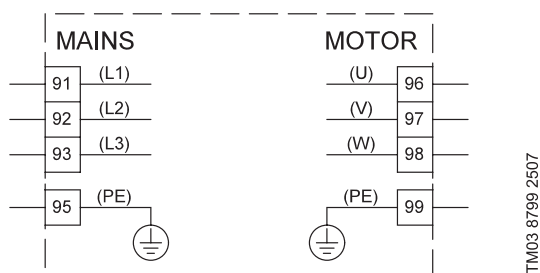 MAINS MOTOR
91 (L1) (U) 96
92 (L2) (V) 97
93 (L3) (W) 98
95 (PE) (PE) 99
TM03 8799 2507